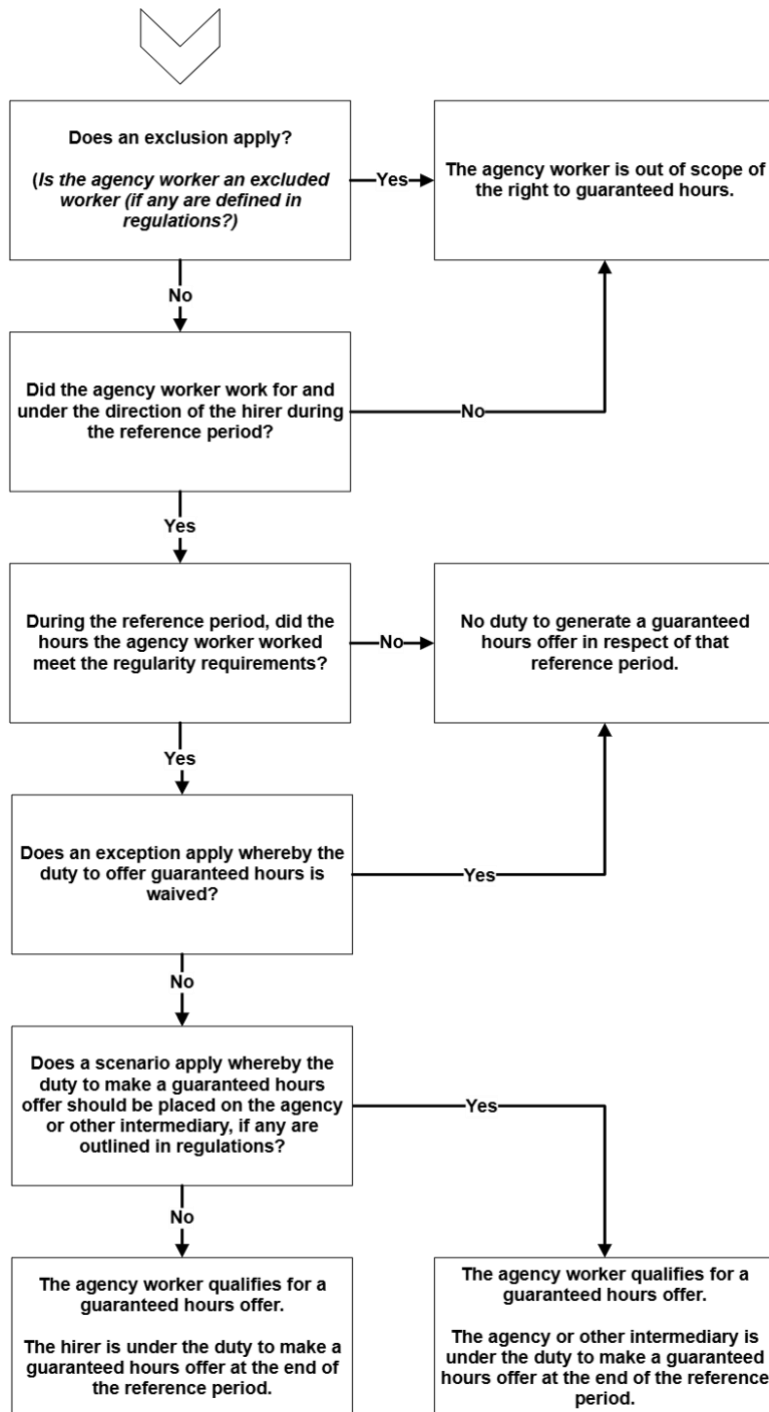 Does an exclusion apply?
(Is the agency worker an excluded
worker (if any are defined in
regulations?)
Yes
The agency worker is out of scope of
the right to guaranteed hours.
No
Did the agency worker work for and
under the direction of the hirer during
the reference period?
No
Yes
During the reference period, did the
hours the agency worker worked
meet the regularity requirements?
No
No duty to generate a guaranteed
hours offer in respect of that
reference period.
Yes
Does an exception apply whereby the
duty to offer guaranteed hours is
waived?
Yes
No
Does a scenario apply whereby the
duty to make a guaranteed hours
offer should be placed on the agency
or other intermediary, if any are
outlined in regulations?
Yes
No
The agency worker qualifies for a
guaranteed hours offer.
The hirer is under the duty to make a
guaranteed hours offer at the end of
the reference period.
The agency worker qualifies for a
guaranteed hours offer.
The agency or other intermediary is
under the duty to make a guaranteed
hours offer at the end of the reference
period.